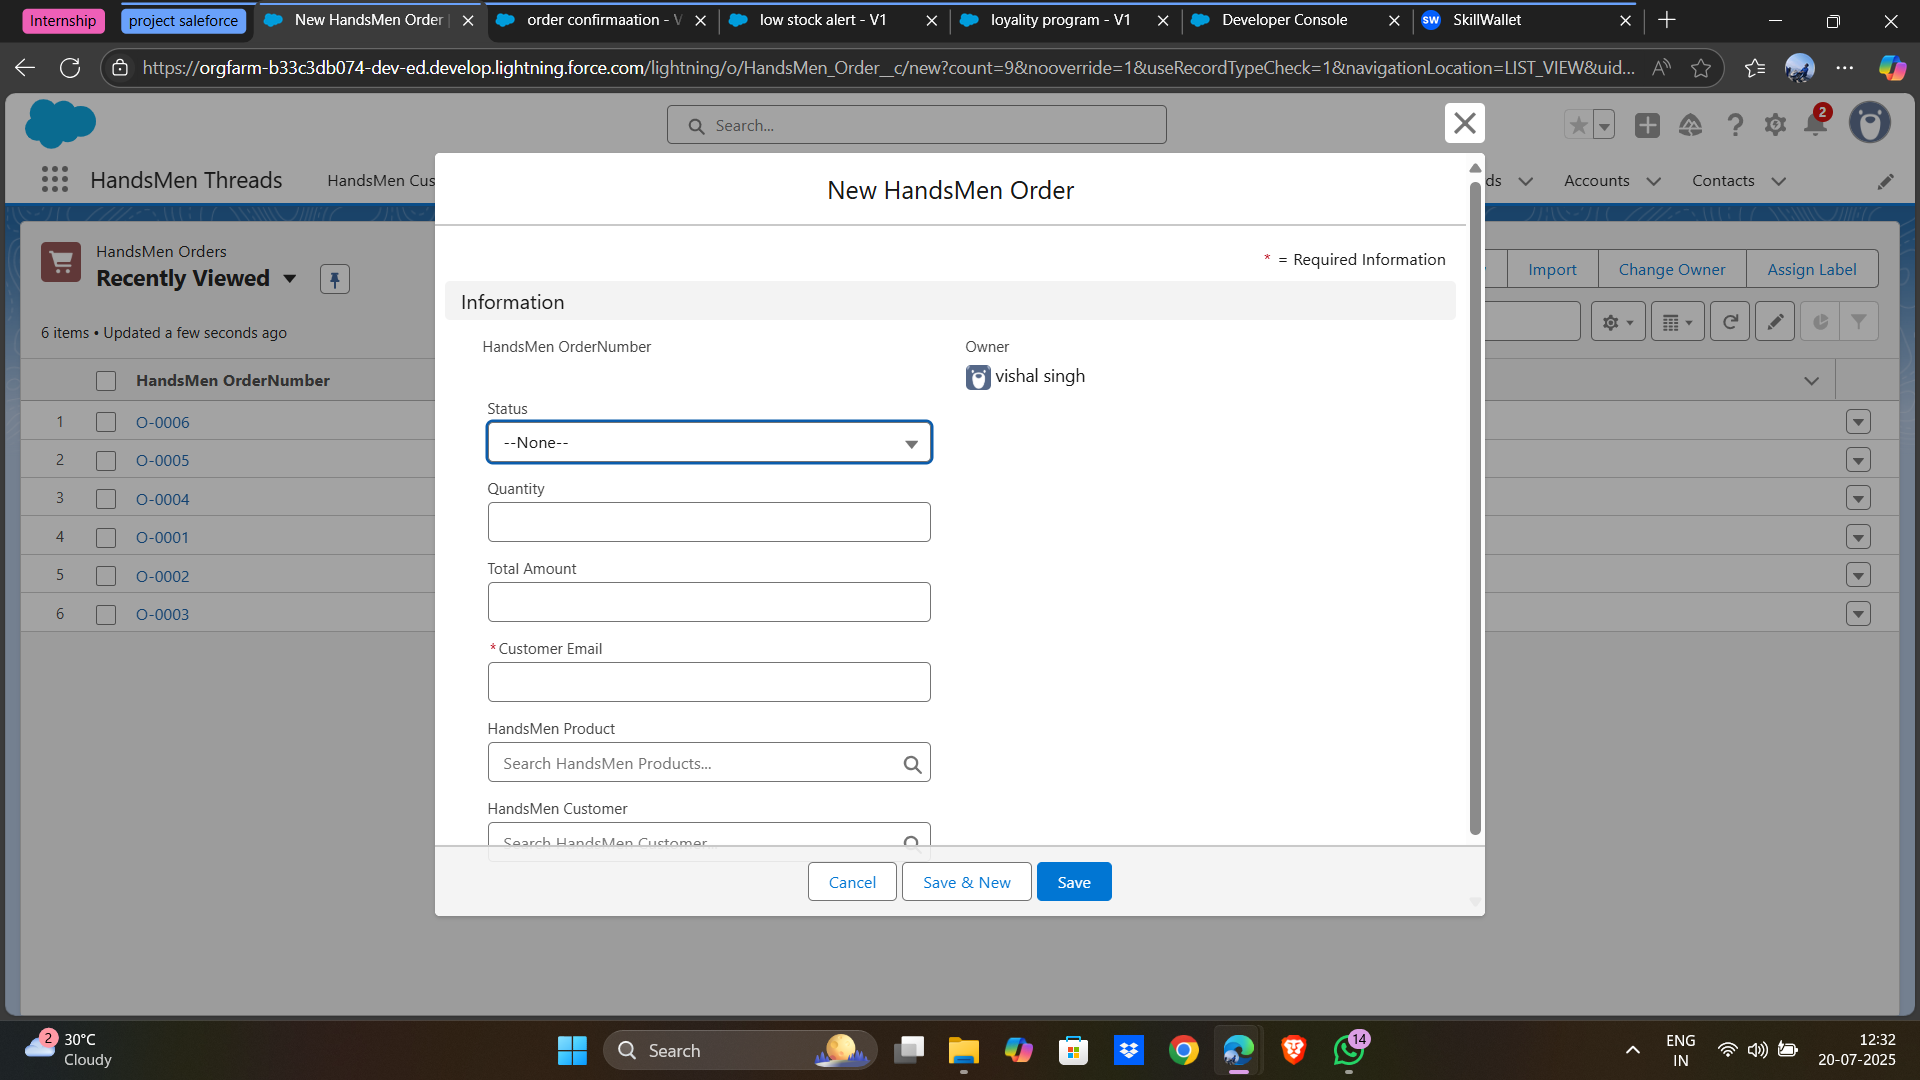 Internship
project saleforce
New HandsMen Order
order confirmaation - V
low stock alert - V1
loyality program - V1
Developer Console
SW
SkillWallet
https://orgfarm-b33c3db074-dev-ed.develop.lightning.force.com/lightning/o/HandsMen_Order__c/new?count=9&nooverride=1&useRecordTypeCheck=1&navigationLocation=LIST_VIEW&uid...
Search...
2
HandsMen Threads
HandsMen Cus
ds
Accounts
Contacts
New HandsMen Order
* = Required Information
HandsMen Orders
Recently Viewed
Import
Change Owner
Assign Label
6 items • Updated a few seconds ago
HandsMen OrderNumber
1 O-0006
2 O-0005
3 O-0004
4 O-0001
5 O-0002
6 O-0003
Information
HandsMen OrderNumber
Owner
vishal singh
Status
--None--
Quantity
Total Amount
*Customer Email
HandsMen Product
Search HandsMen Products...
HandsMen Customer
Search HandsMen Customer...
Cancel
Save & New
Save
2
30°C
Cloudy
Search
14
ENG
IN
12:32
20-07-2025